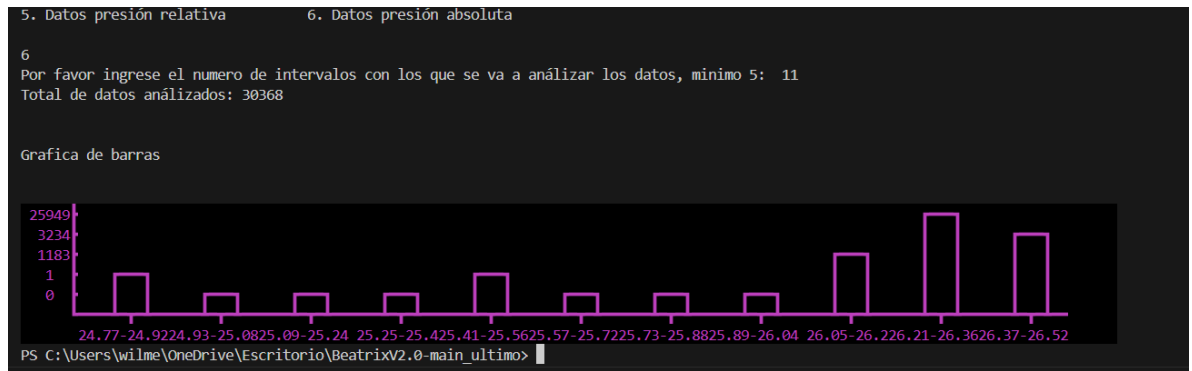 5. Datos presión relativa 6. Datos presión absoluta
6
Por favor ingrese el numero de intervalos con los que se va a análizar los datos, minimo 5: 11
Total de datos análizados: 30368
Grafica de barras
25949
3234
1183
1
0
24.77-24.9224.93-25.0825.09-25.24 25.25-25.425.41-25.5625.57-25.7225.73-25.8825.89-26.04 26.05-26.226.21-26.3626.37-26.52
PS C:\Users\wilme\OneDrive\Escritorio\BeatrixV2.0-main_ultimo>